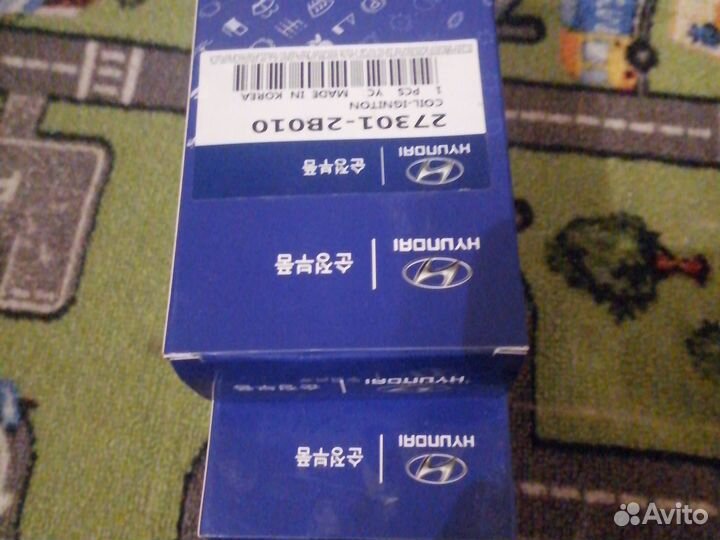 27301-2B010
COIL-IGNITON
1 PCS YC MADE IN KOREA
HYUNDAI
순정부품
HYUNDAI
순정부품
HYUNDAI
HYUNDAI
순정부품
Avito